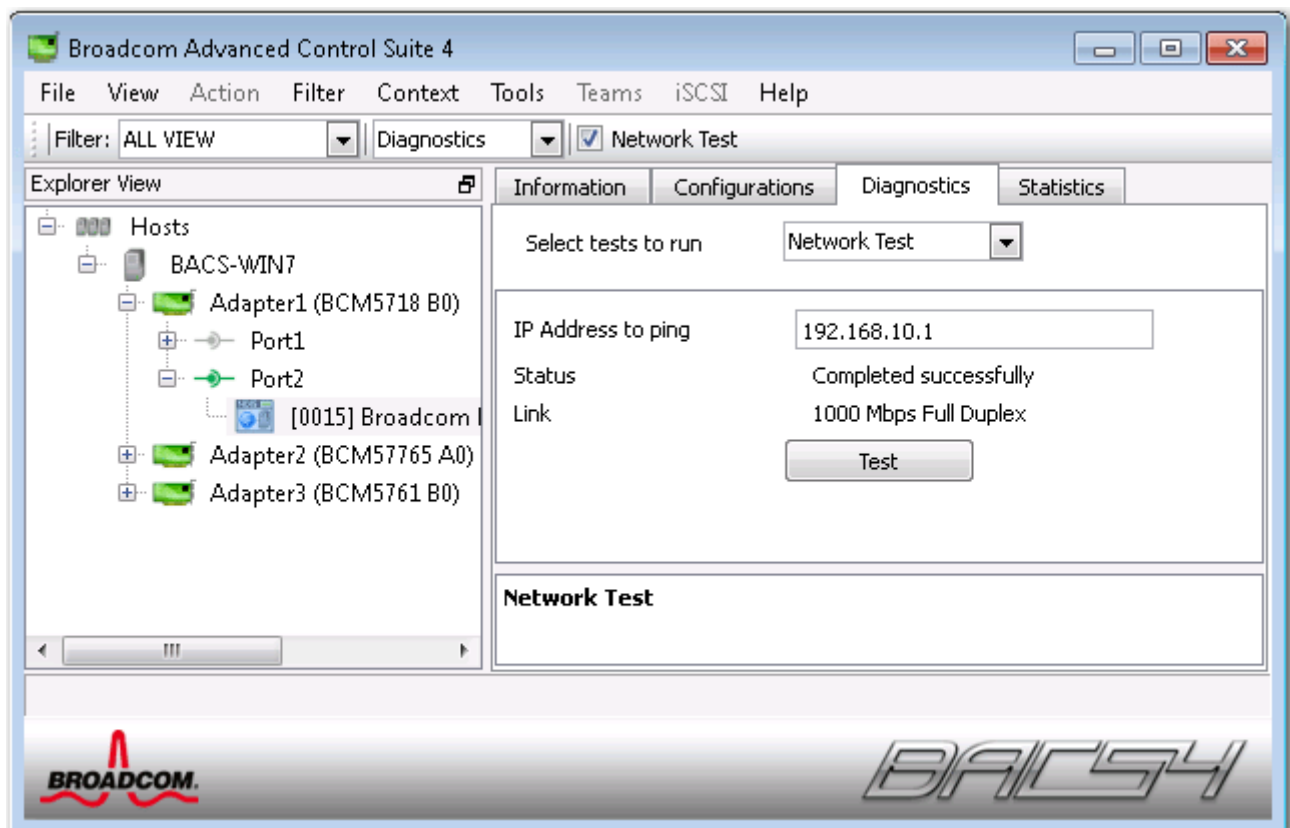 Broadcom Advanced Control Suite 4
File View Action Filter Context Tools Teams iSCSI Help
Filter: ALL VIEW Diagnostics Network Test
Explorer View
Hosts
BACS-WIN7
Adapter1 (BCM5718 B0)
Port1
Port2
[0015] Broadcom
Adapter2 (BCM57765 A0)
Adapter3 (BCM5761 B0)
Information Configurations Diagnostics Statistics
Select tests to run Network Test
IP Address to ping 192.168.10.1
Status Completed successfully
Link 1000 Mbps Full Duplex
Test
Network Test
BROADCOM.
BACS4